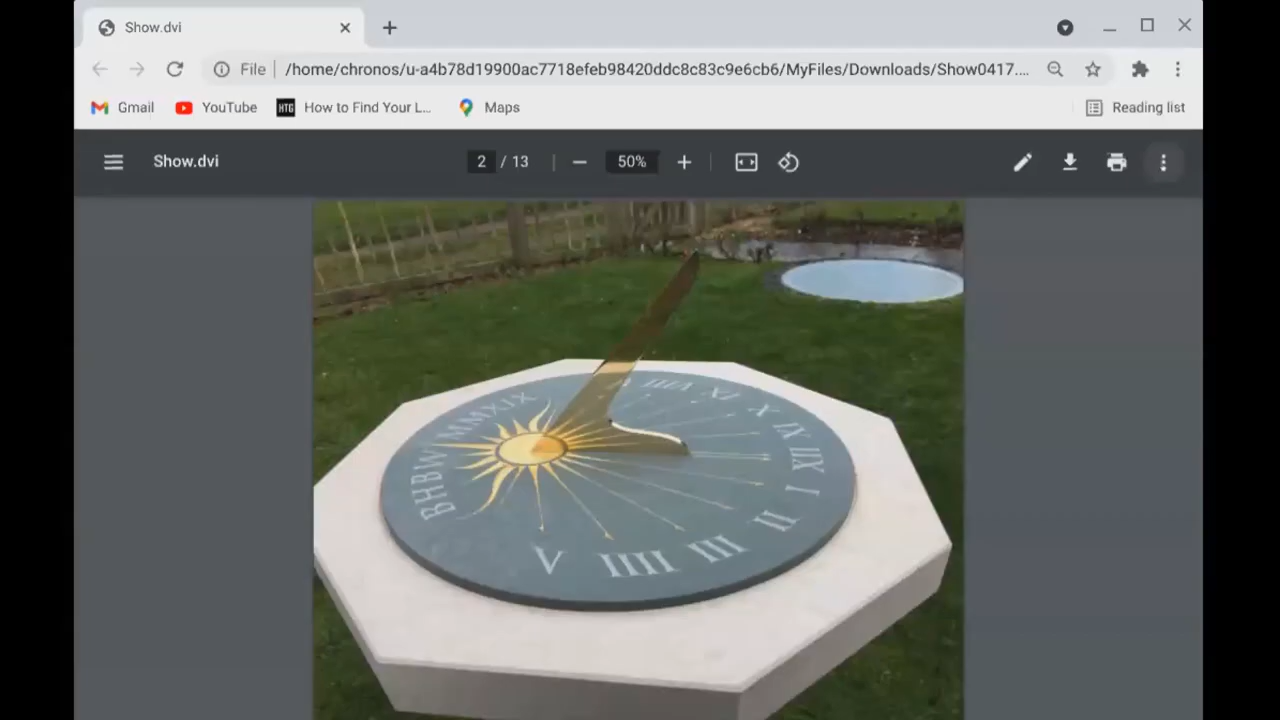 Show.dvi
File
/home/chronos/u-a4b78d19900ac7718efeb98420ddc8c83c9e6cb6/MyFiles/Downloads/Show0417....
Gmail YouTube HTG How to Find Your L... Maps Reading list
Show.dvi 2 / 13 50%
BHBW MMXIX
XI X IX XII I II III IIII V